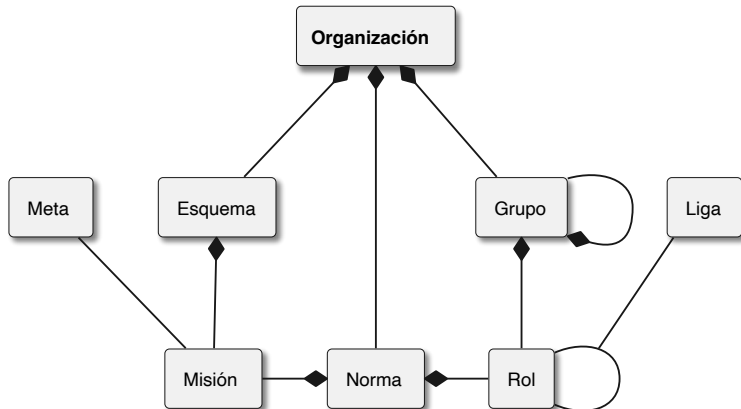 Organización
Meta
Esquema
Grupo
Liga
Misión
Norma
Rol